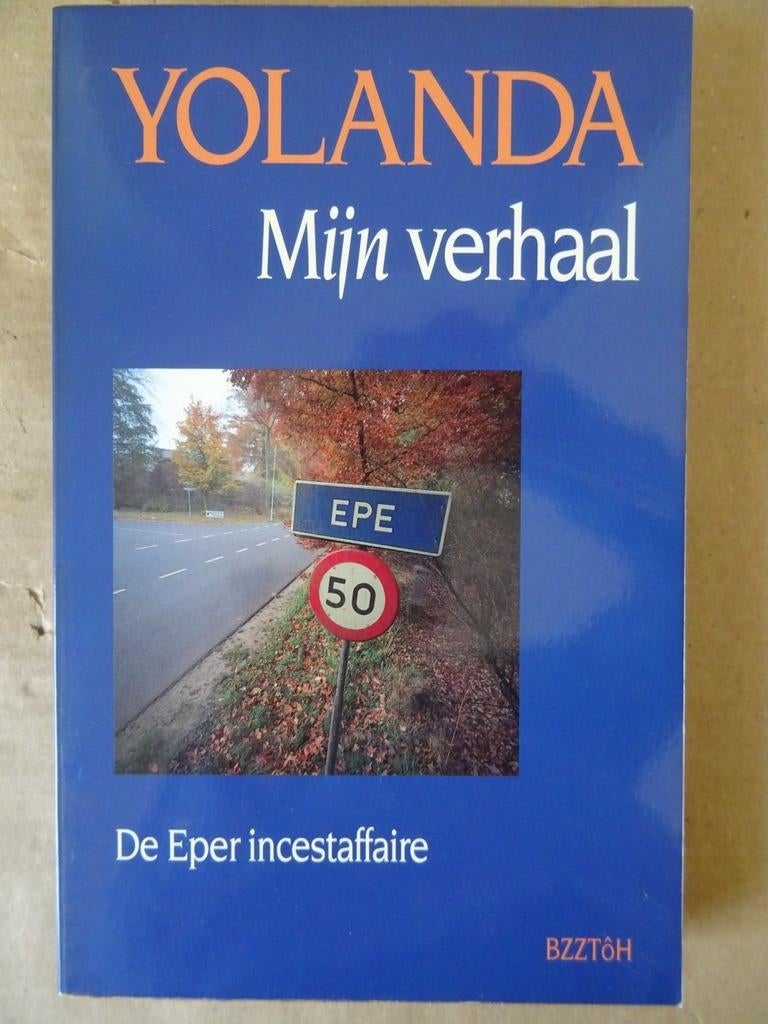 YOLANDA
Mijn verhaal
EPE
50
De Eper incestaffaire
BZZTôH